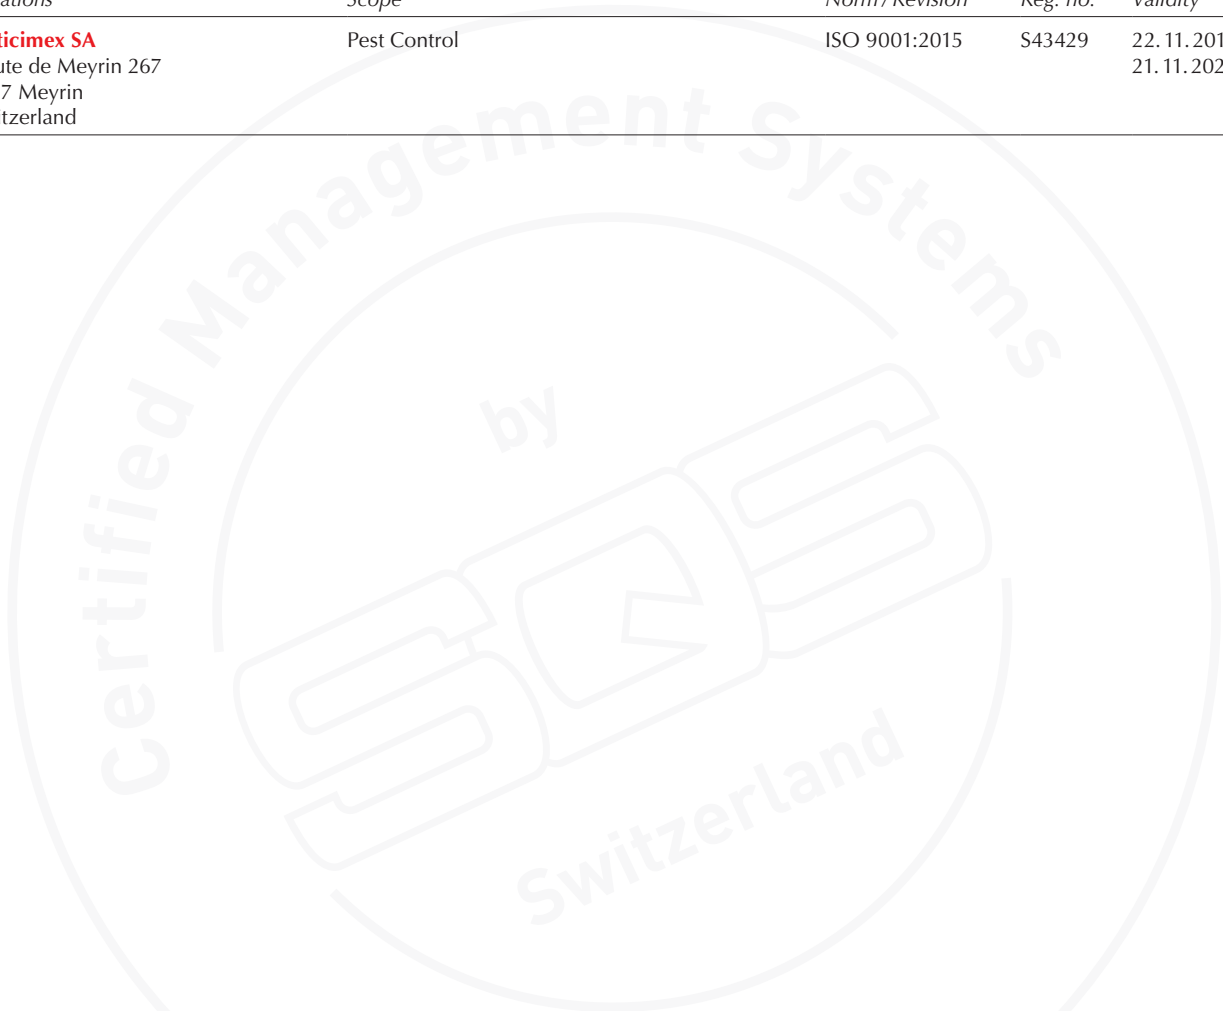 ations Scope Norm / Revision Reg. no. Validity
ticimex SA Pest Control ISO 9001:2015 S43429 22. 11. 201
ute de Meyrin 267 21. 11. 202
7 Meyrin
tzerland
Certified Management Systems
by
SQS
Switzerland